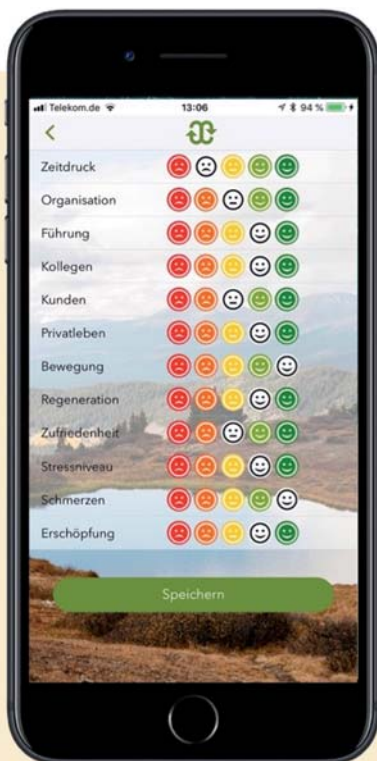 Telekom.de 13:06 94 %
Zeitdruck
Organisation
Führung
Kollegen
Kunden
Privatleben
Bewegung
Regeneration
Zufriedenheit
Stressniveau
Schmerzen
Erschöpfung
Speichern